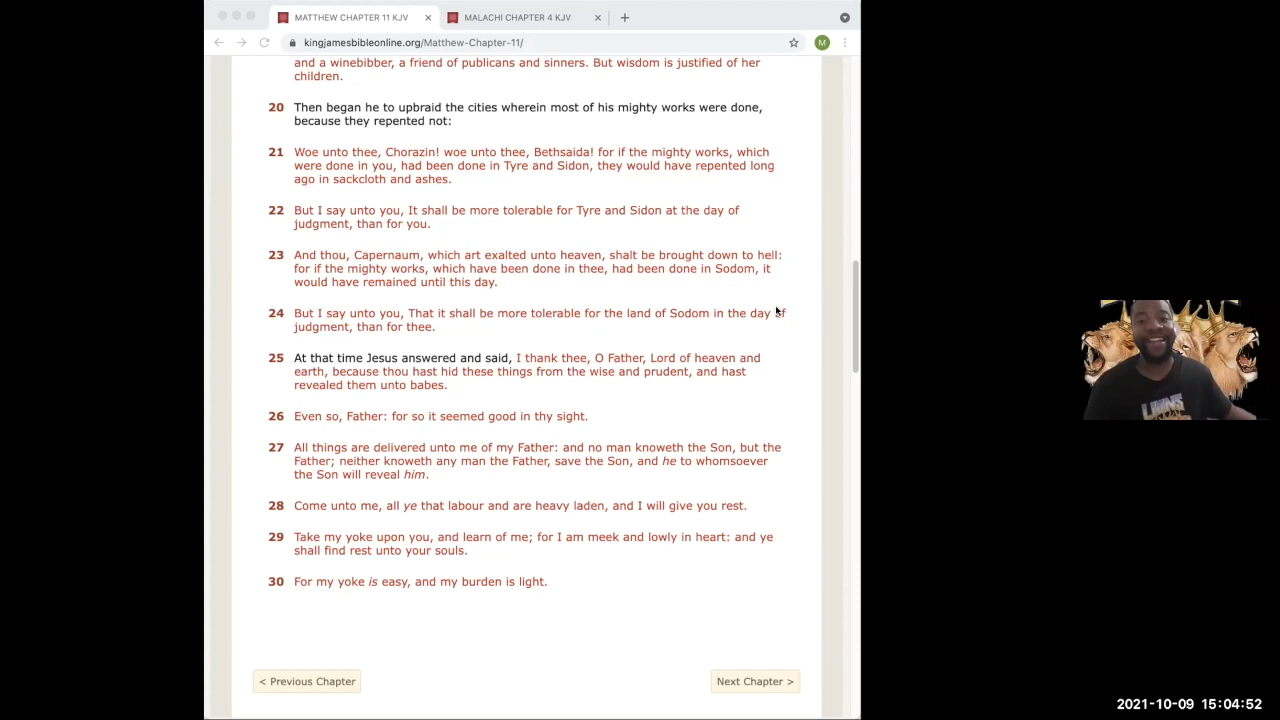 MATTHEW CHAPTER 11 KJV
MALACHI CHAPTER 4 KJV
kingjamesbibleonline.org/Matthew-Chapter-11/
M
and a winebibber, a friend of publicans and sinners. But wisdom is justified of her
children.
20 Then began he to upbraid the cities wherein most of his mighty works were done,
because they repented not:
21 Woe unto thee, Chorazin! woe unto thee, Bethsaida! for if the mighty works, which
were done in you, had been done in Tyre and Sidon, they would have repented long
ago in sackcloth and ashes.
22 But I say unto you, It shall be more tolerable for Tyre and Sidon at the day of
judgment, than for you.
23 And thou, Capernaum, which art exalted unto heaven, shalt be brought down to hell:
for if the mighty works, which have been done in thee, had been done in Sodom, it
would have remained until this day.
24 But I say unto you, That it shall be more tolerable for the land of Sodom in the day of
judgment, than for thee.
25 At that time Jesus answered and said, I thank thee, O Father, Lord of heaven and
earth, because thou hast hid these things from the wise and prudent, and hast
revealed them unto babes.
26 Even so, Father: for so it seemed good in thy sight.
27 All things are delivered unto me of my Father: and no man knoweth the Son, but the
Father; neither knoweth any man the Father, save the Son, and he to whomsoever
the Son will reveal him.
28 Come unto me, all ye that labour and are heavy laden, and I will give you rest.
29 Take my yoke upon you, and learn of me; for I am meek and lowly in heart: and ye
shall find rest unto your souls.
30 For my yoke is easy, and my burden is light.
< Previous Chapter
Next Chapter >
LIONS
2021-10-09 15:04:52